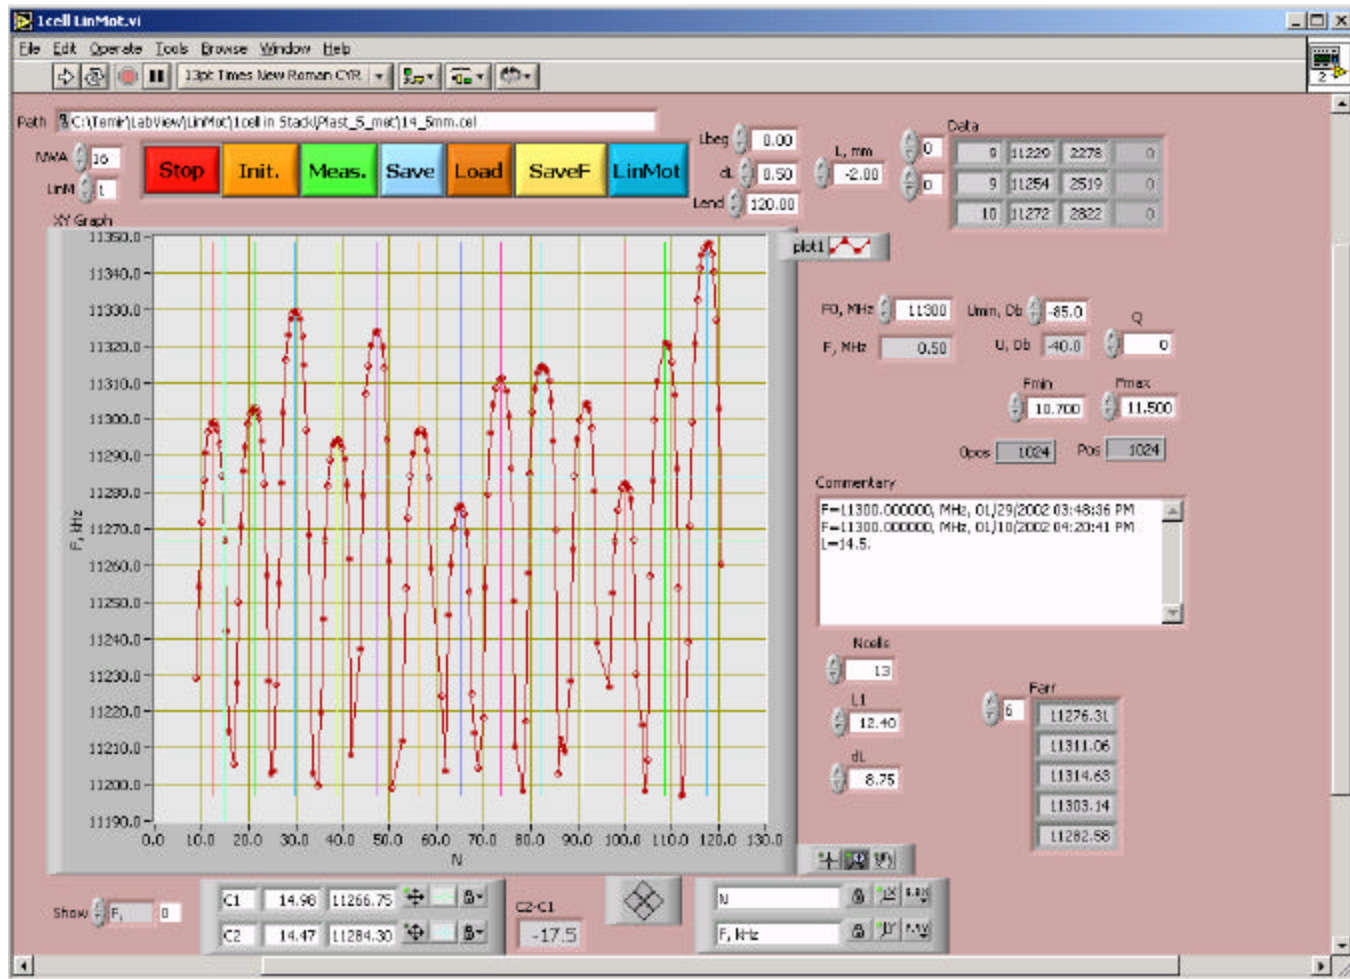 1cell LinMot.vi
File Edit Operate Tools Browse Window Help
13pt Times New Roman CYR
2
Path C:\Temir\LabView\LinMot\1cell in Stack\Plast_5_met\14_5mm.cel
NWA 16
LinM 1
Stop Init. Meas. Save Load SaveF LinMot
Lbeg 0.00
dL 0.50
Lend 120.00
L, mm
-2.00
0
0
Data
9 11229 2278 0
9 11254 2519 0
10 11272 2822 0
XY Graph
plot1
11350.0
11340.0
11330.0
11320.0
11310.0
11300.0
11290.0
11280.0
11270.0
11260.0
11250.0
11240.0
11230.0
11220.0
11210.0
11200.0
11190.0
F, kHz
0.0 10.0 20.0 30.0 40.0 50.0 60.0 70.0 80.0 90.0 100.0 110.0 120.0 130.0
N
F0, MHz 11300 Umin, Db -85.0 Q
F, MHz 0.50 U, Db -40.0 0
Fmin Fmax
10.700 11.500
Opos 1024 Pos 1024
Commentary
F=11300.000000, MHz, 01/29/2002 03:48:36 PM
F=11300.000000, MHz, 01/10/2002 04:20:41 PM
L=14.5.
Ncells
13
L1
12.40
dL
8.75
Farr
6 11276.31
11311.06
11314.63
11303.14
11282.58
Show F, 0
C1 14.98 11266.75
C2 14.47 11284.30
C2-C1
-17.5
N
F, kHz